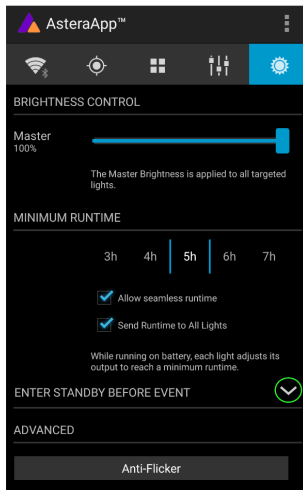 AsteraApp™
BRIGHTNESS CONTROL
Master
100%
The Master Brightness is applied to all targeted
lights.
MINIMUM RUNTIME
3h 4h 5h 6h 7h
Allow seamless runtime
Send Runtime to All Lights
While running on battery, each light adjusts its
output to reach a minimum runtime.
ENTER STANDBY BEFORE EVENT
ADVANCED
Anti-Flicker